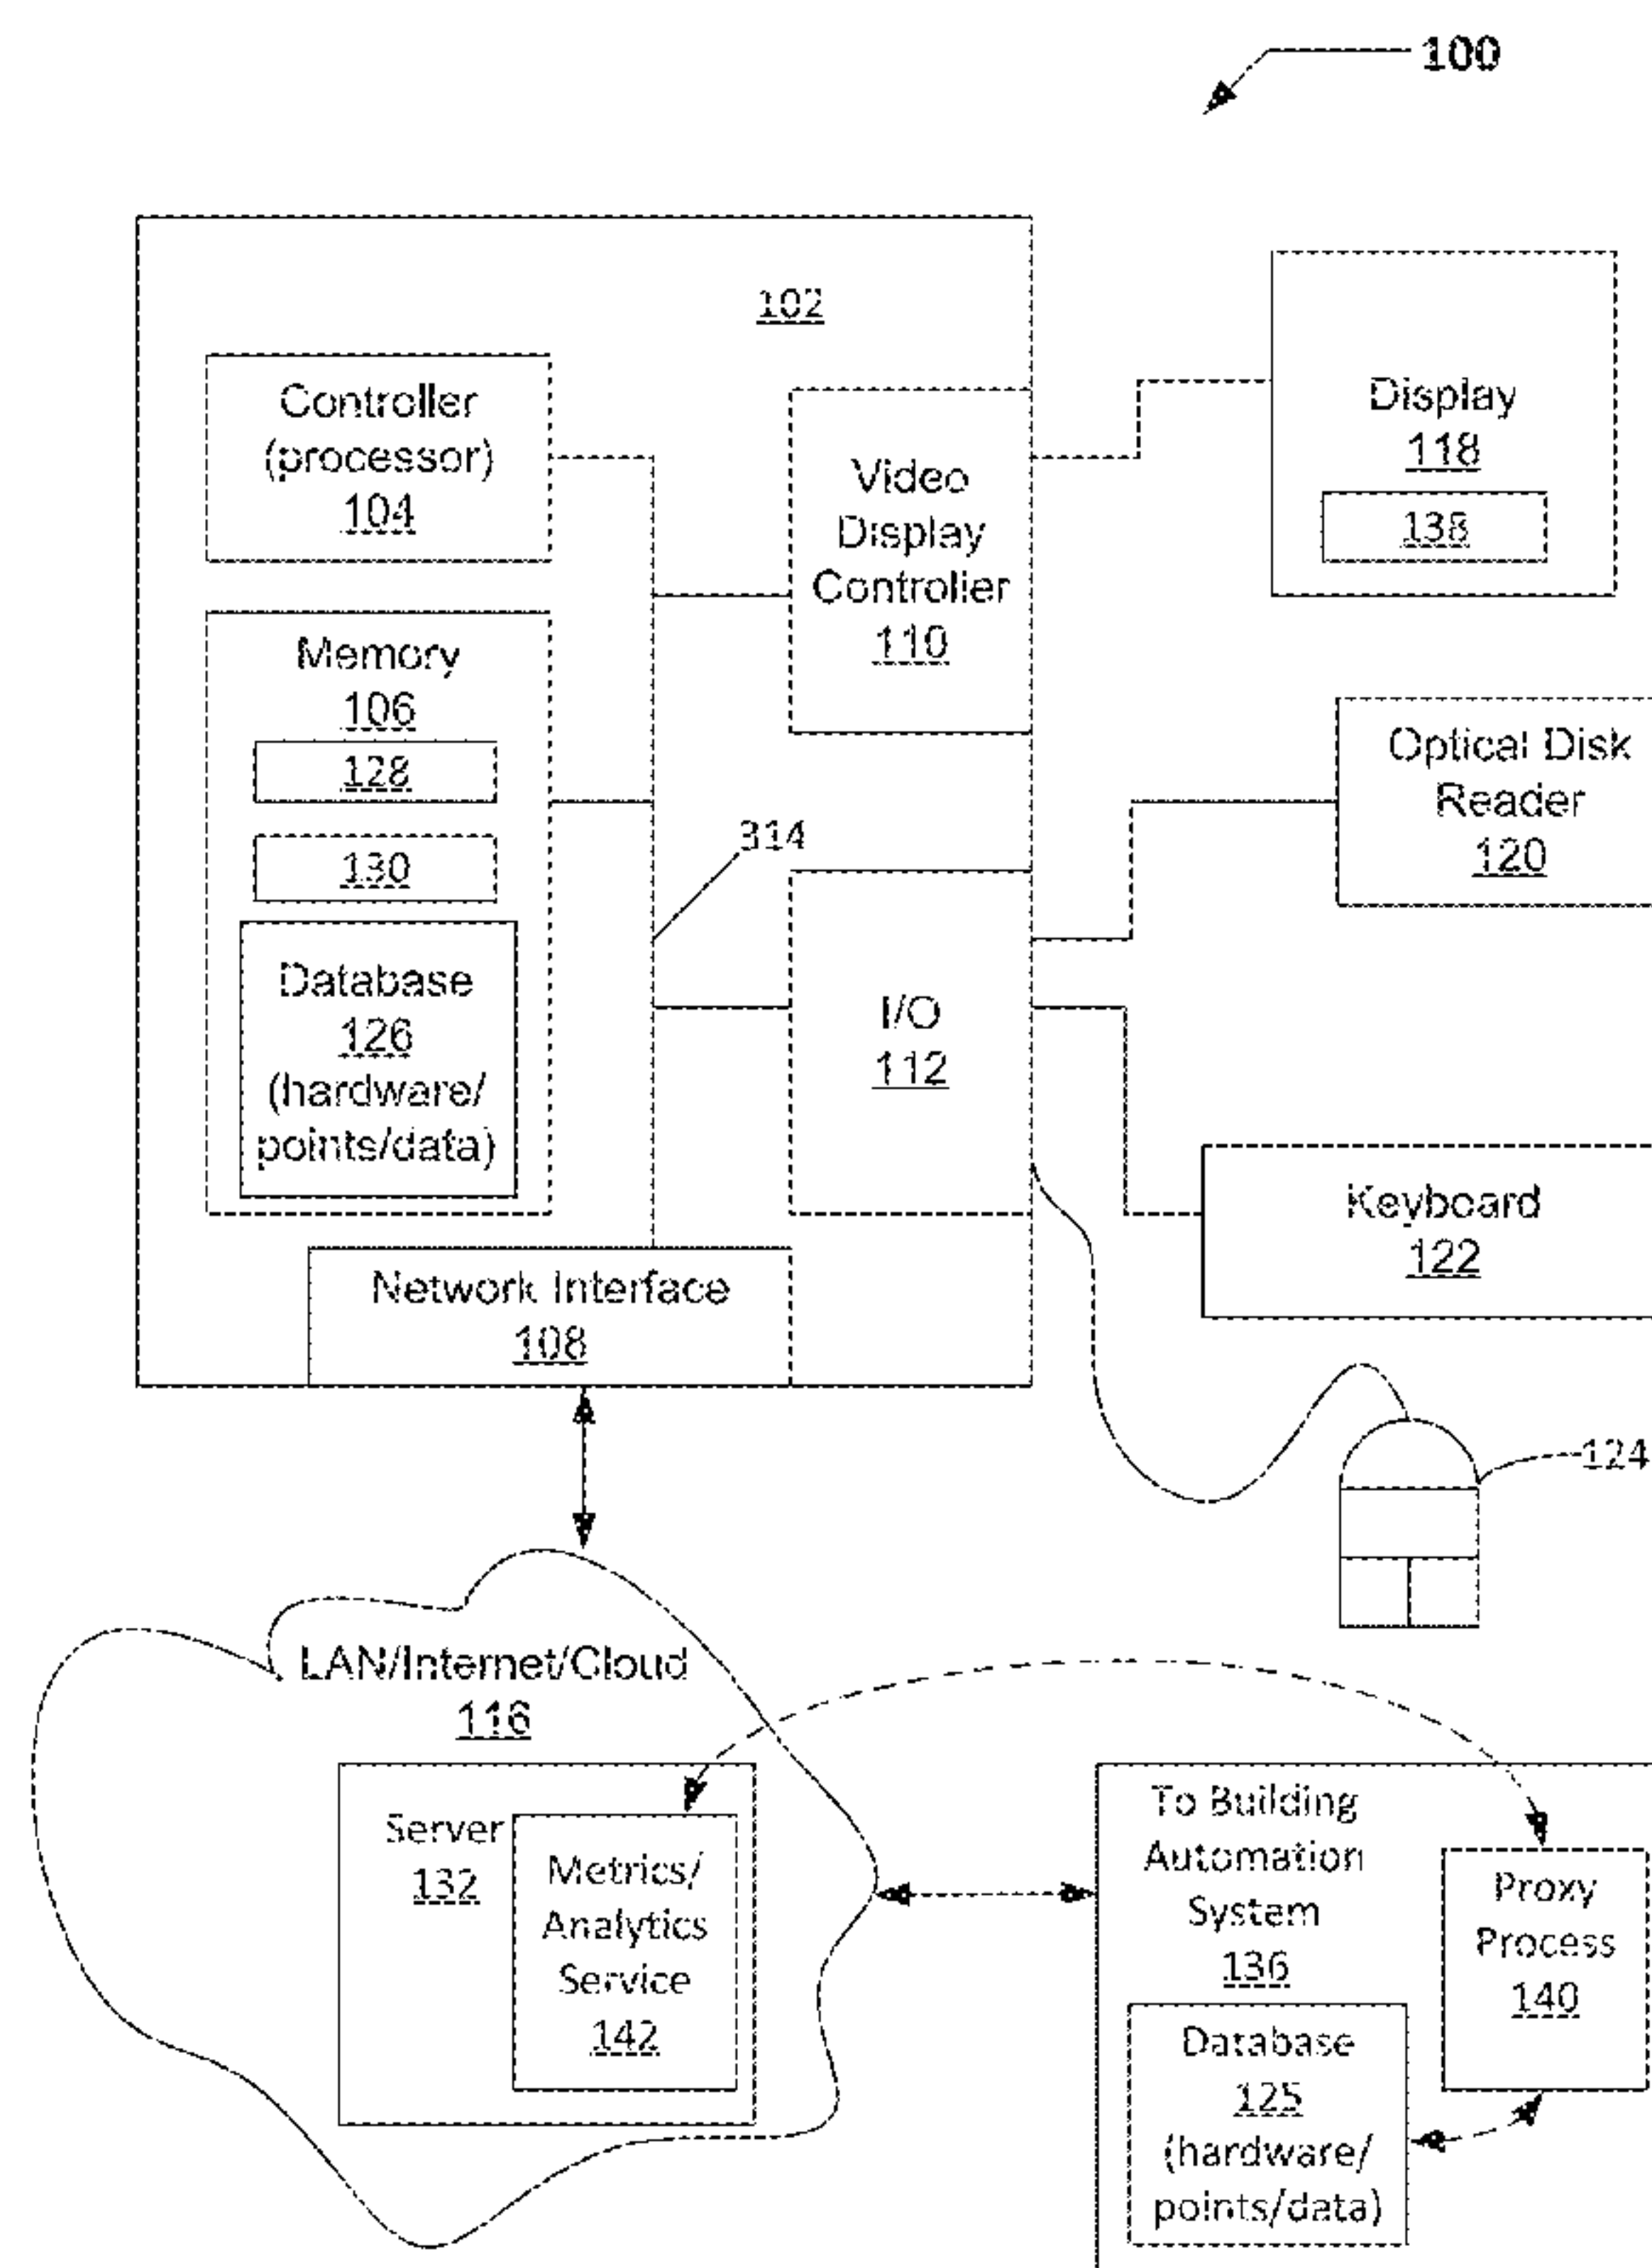 100
102
Controller
(processor)
104
Video
Display
Controller
110
Display
118
138
Memory
106
128
130
Database
126
(hardware/
points/data)
314
I/O
112
Optical Disk
Reader
120
Keyboard
122
Network Interface
108
124
LAN/Internet/Cloud
116
Server
132
Metrics/
Analytics
Service
142
To Building
Automation
System
136
Proxy
Process
140
Database
125
(hardware/
points/data)